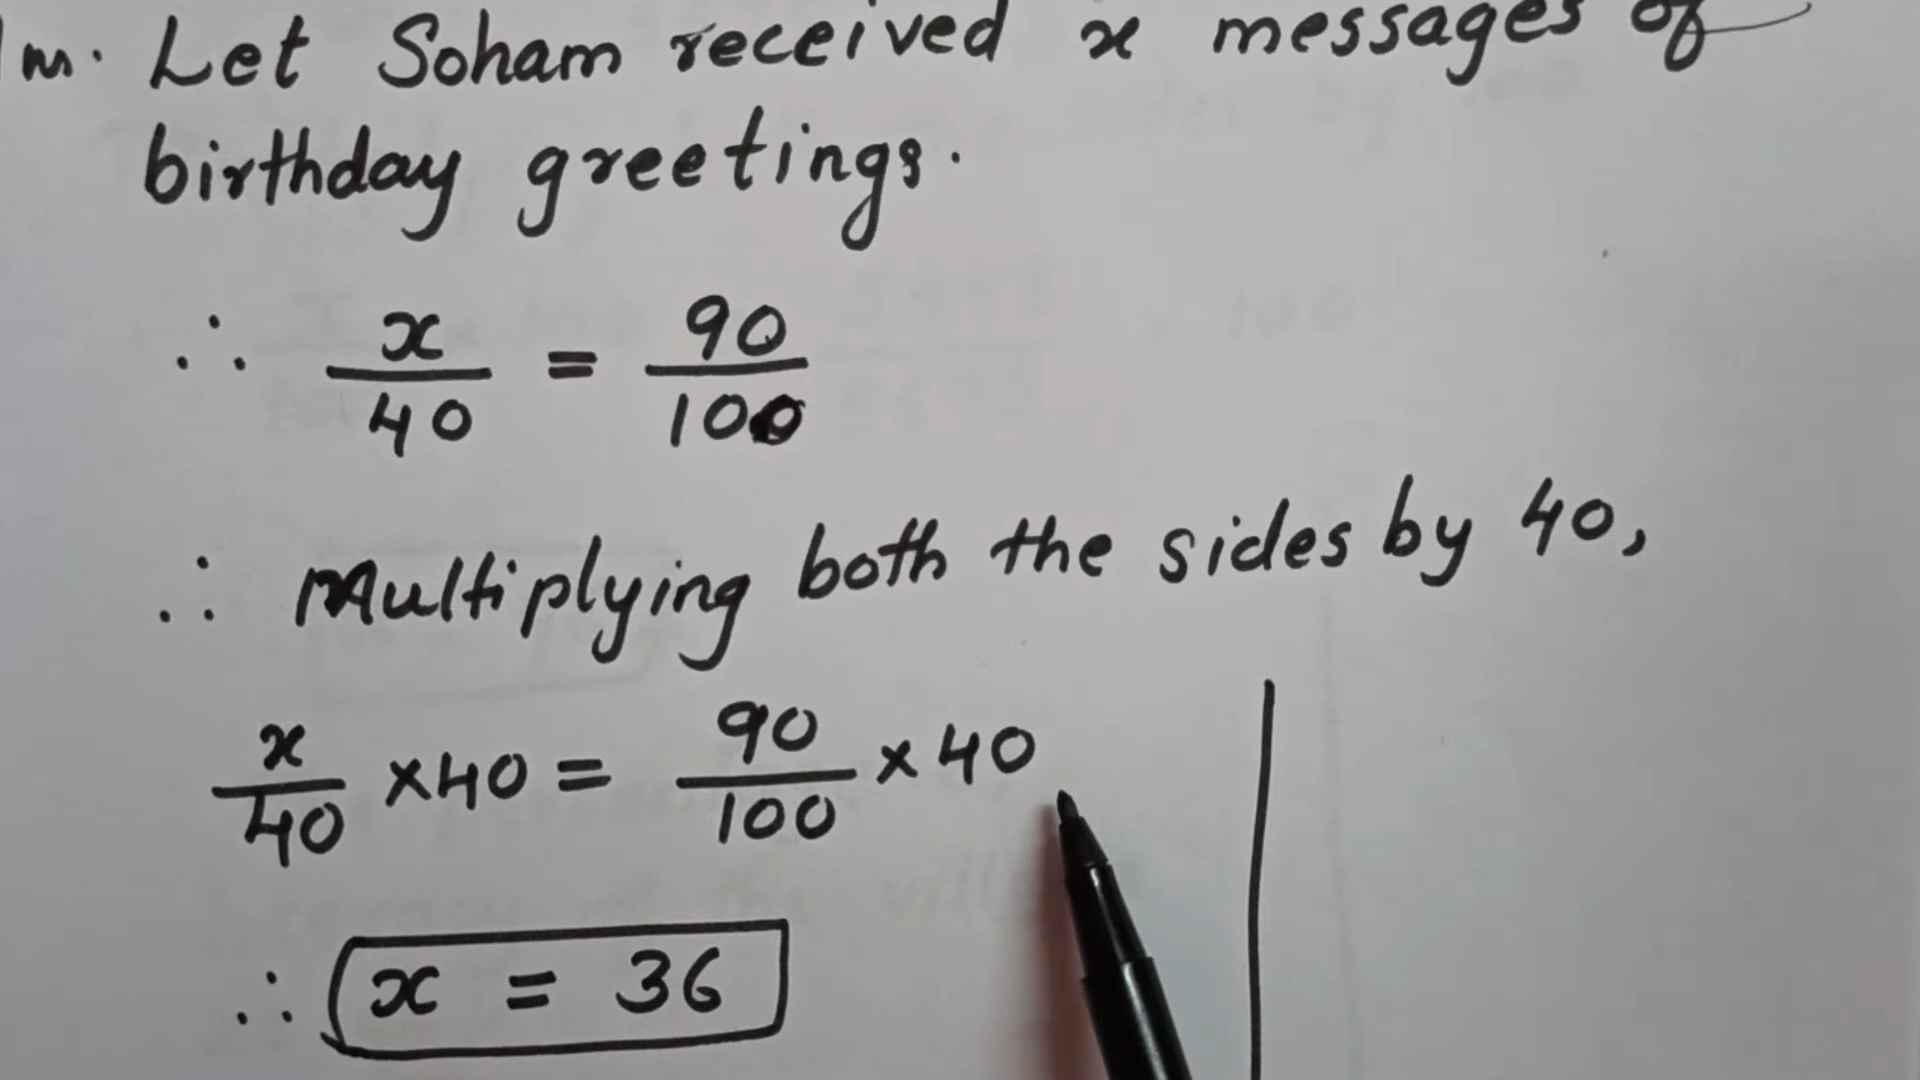 m. Let Soham received x messages of
birthday greetings.
∴ x/40 = 90/100
∴ Multiplying both the sides by 40,
x/40 ×40 = 90/100 × 40
∴ x = 36